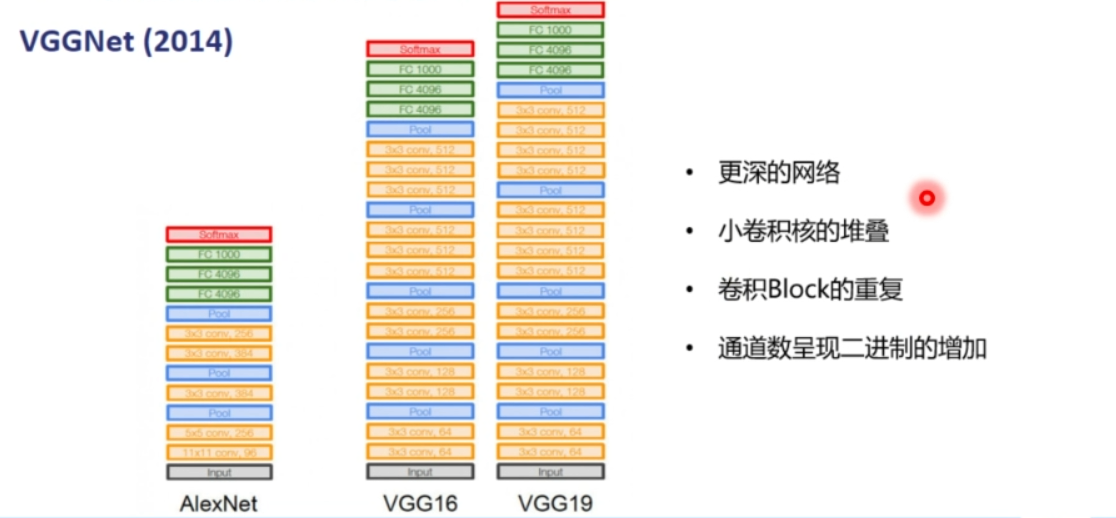 VGGNet (2014)
Softmax
FC 1000
FC 4096
FC 4096
Pool
3x3 conv, 256
3x3 conv, 384
Pool
3x3 conv, 384
Pool
5x5 conv, 256
11x11 conv, 96
Input
AlexNet
Softmax
FC 1000
FC 4096
FC 4096
Pool
3x3 conv, 512
3x3 conv, 512
3x3 conv, 512
Pool
3x3 conv, 512
3x3 conv, 512
3x3 conv, 512
Pool
3x3 conv, 256
3x3 conv, 256
Pool
3x3 conv, 128
3x3 conv, 128
Pool
3x3 conv, 64
3x3 conv, 64
Input
VGG16
Softmax
FC 1000
FC 4096
FC 4096
Pool
3x3 conv, 512
3x3 conv, 512
3x3 conv, 512
3x3 conv, 512
Pool
3x3 conv, 512
3x3 conv, 512
3x3 conv, 512
3x3 conv, 512
Pool
3x3 conv, 256
3x3 conv, 256
Pool
3x3 conv, 128
3x3 conv, 128
Pool
3x3 conv, 64
3x3 conv, 64
Input
VGG19
• 更深的网络
• 小卷积核的堆叠
• 卷积Block的重复
• 通道数呈现二进制的增加